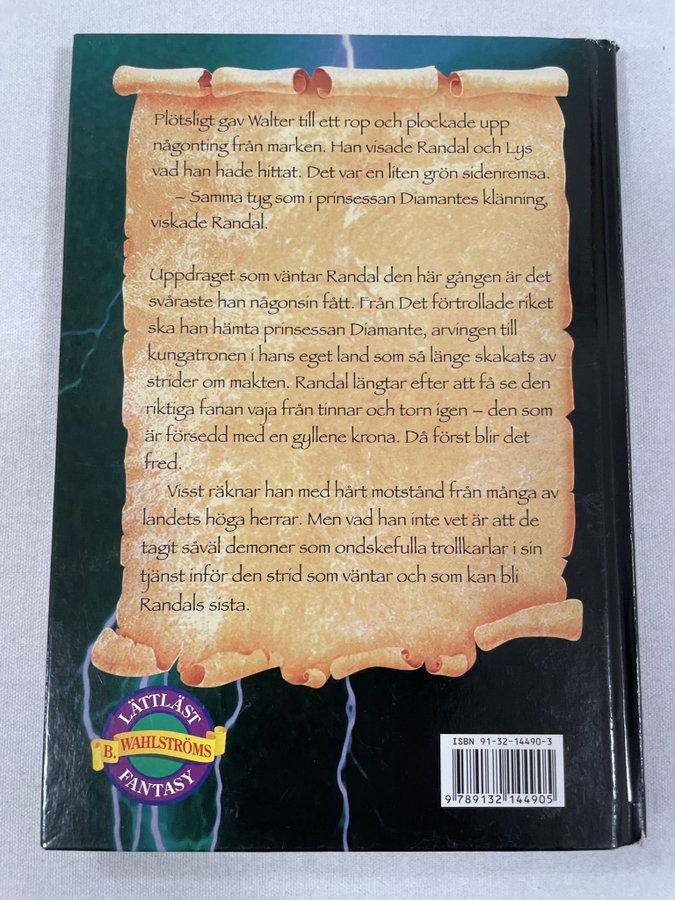 Plötsligt gav Walter till ett rop och plockade upp
någonting från marken. Han visade Randal och Lys
vad han hade hittat. Det var en liten grön sidenremsa.
– Samma tyg som i prinsessan Diamantes klänning,
viskade Randal.
Uppdraget som väntar Randal den här gången är det
svåraste han någonsin fått. Från Det förtrollade riket
ska han hämta prinsessan Diamante, arvingen till
kungatronen i hans eget land som så länge skakats av
strider om makten. Randal längtar efter att få se den
riktiga fanan vaja från tinnar och torn igen – den som
är försedd med en gyllene krona. Då först blir det
fred.
Visst räknar han med hårt motstånd från många av
landets höga herrar. Men vad han inte vet är att de
tagit såväl demoner som ondskefulla trollkarlar i sin
tjänst inför den strid som väntar och som kan bli
Randals sista.
LÄTTLÄST
B. WAHLSTRÖMS
FANTASY
ISBN 91-32-14490-3
9 789132 144905